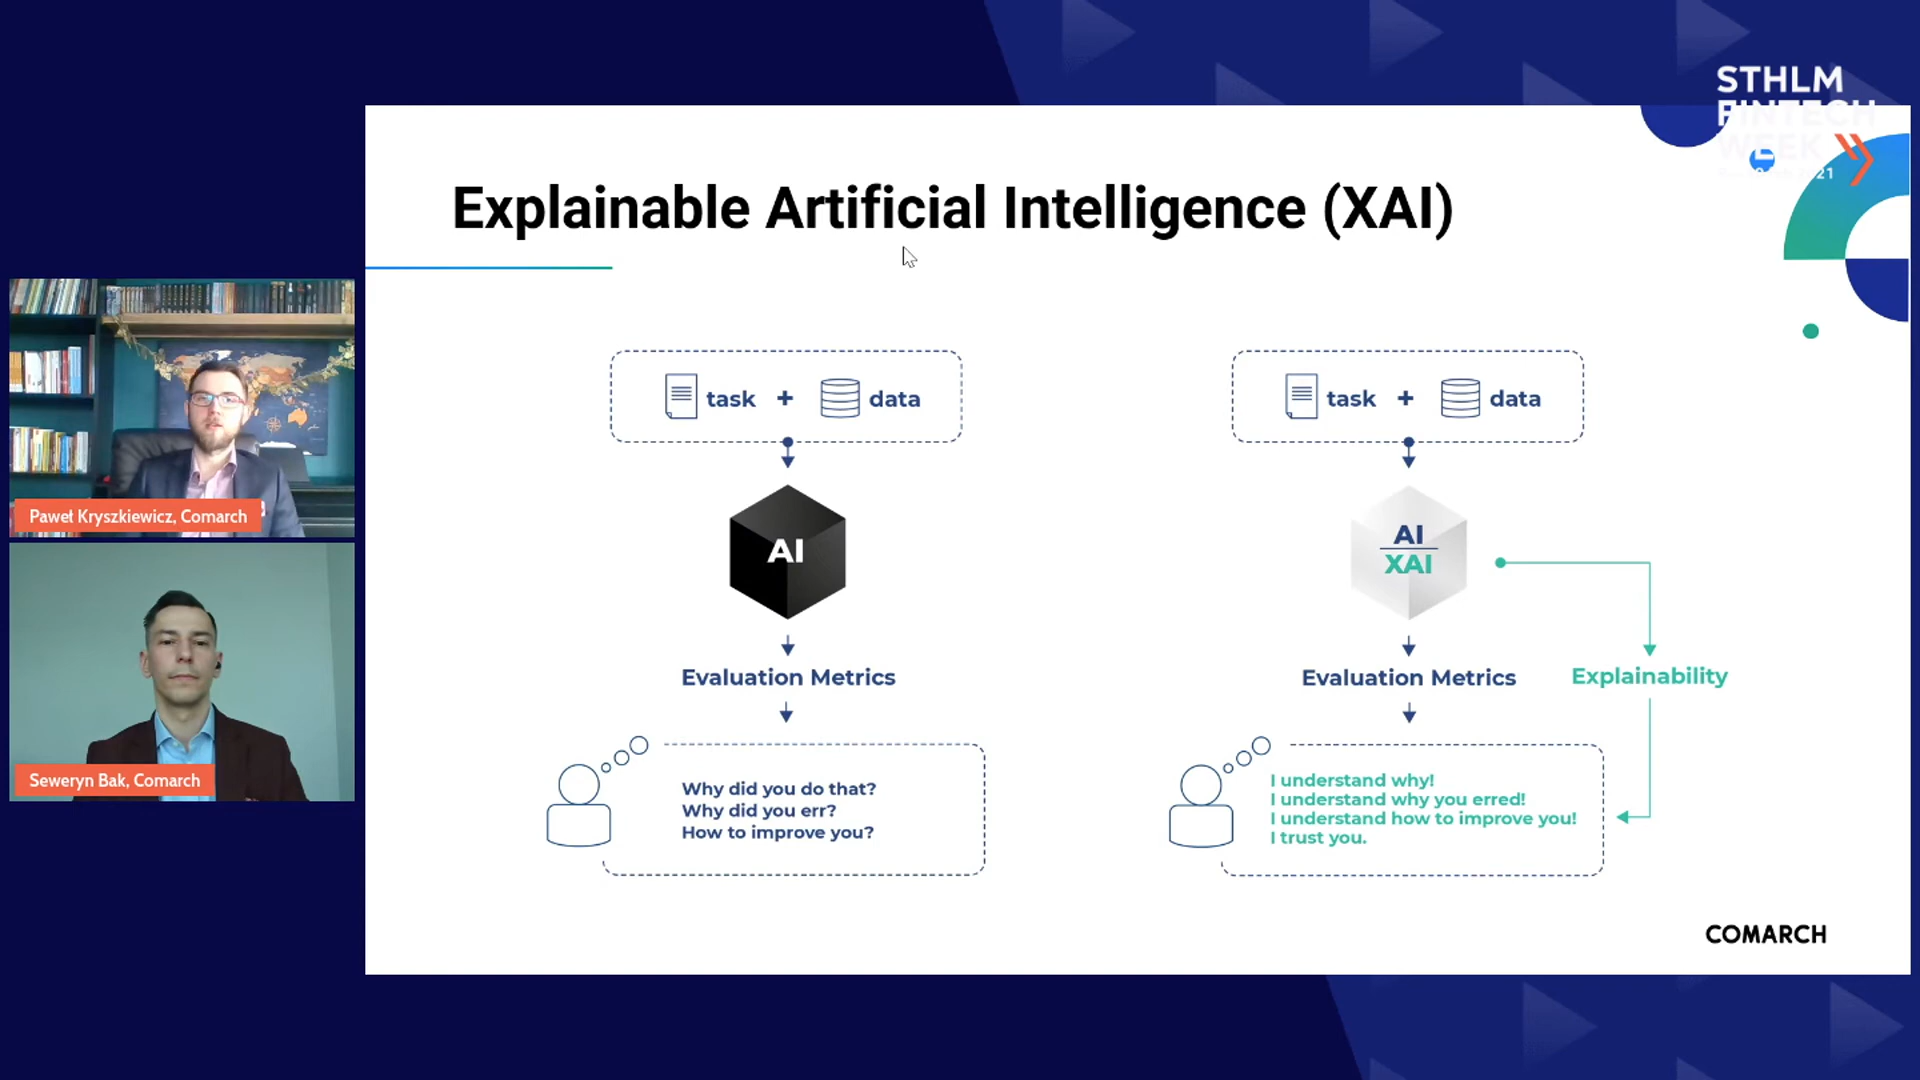 STHLM
FINTECH
WEEK
Explainable Artificial Intelligence (XAI)
task + data
AI
Evaluation Metrics
Why did you do that?
Why did you err?
How to improve you?
task + data
AI
XAI
Evaluation Metrics
Explainability
I understand why!
I understand why you erred!
I understand how to improve you!
I trust you.
Paweł Kryszkiewicz, Comarch
Seweryn Bak, Comarch
COMARCH